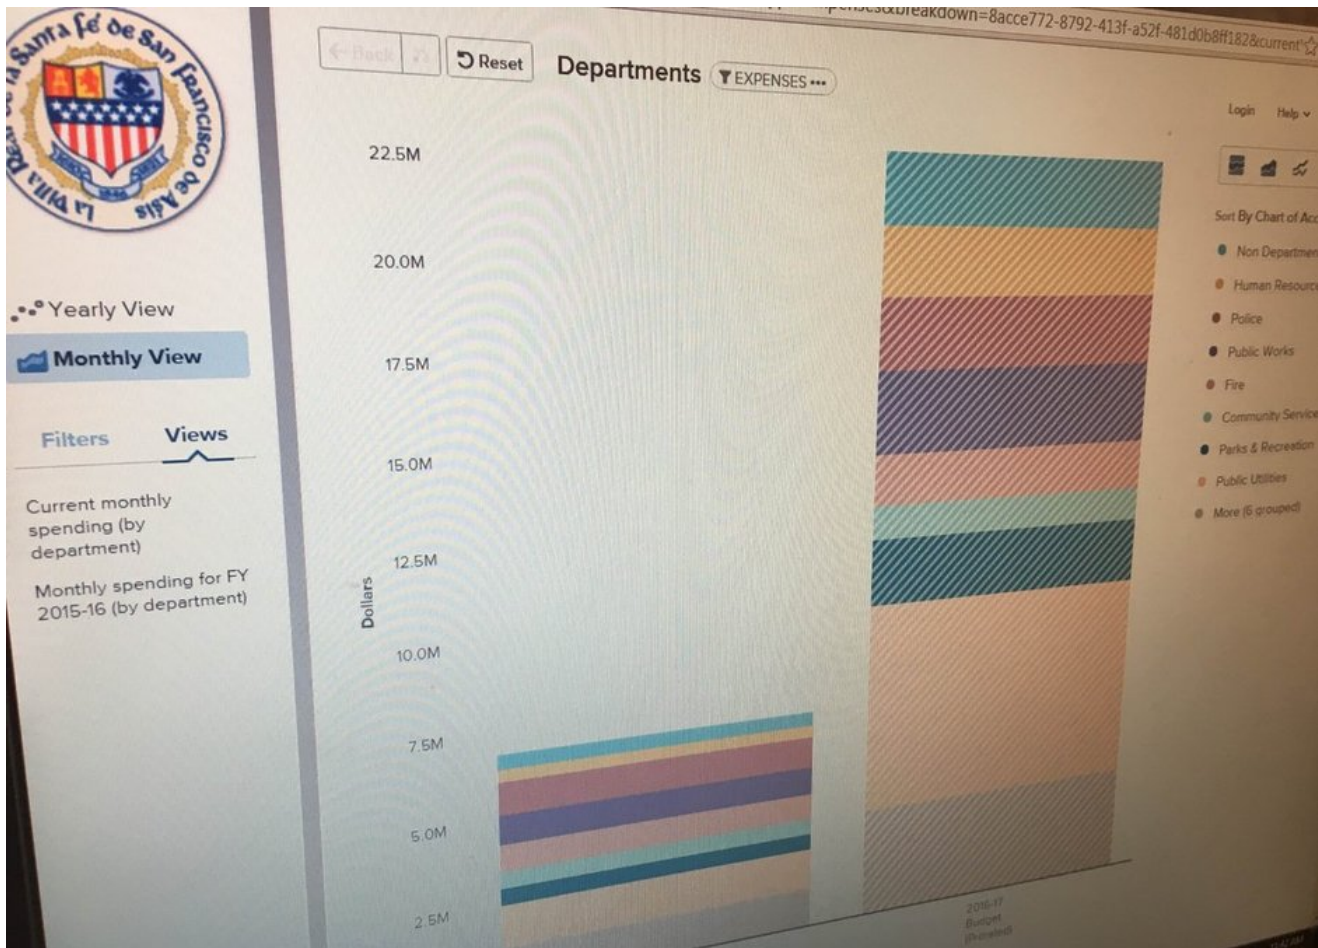 Santa Fé de San Francisco de Asís
La Villa Real de la
penses&breakdown=8acce772-8792-413f-a52f-481d0b8ff182&current
Back
Reset
Departments
EXPENSES
Login
Help
Yearly View
Monthly View
Filters
Views
Current monthly
spending (by
department)
Monthly spending for FY
2015-16 (by department)
22.5M
20.0M
17.5M
15.0M
12.5M
10.0M
7.5M
5.0M
2.5M
Dollars
2016-17
Budget
Sort By Chart of Acc
Non Departmen
Human Resourc
Police
Public Works
Fire
Community Service
Parks & Recreation
Public Utilities
More (6 grouped)